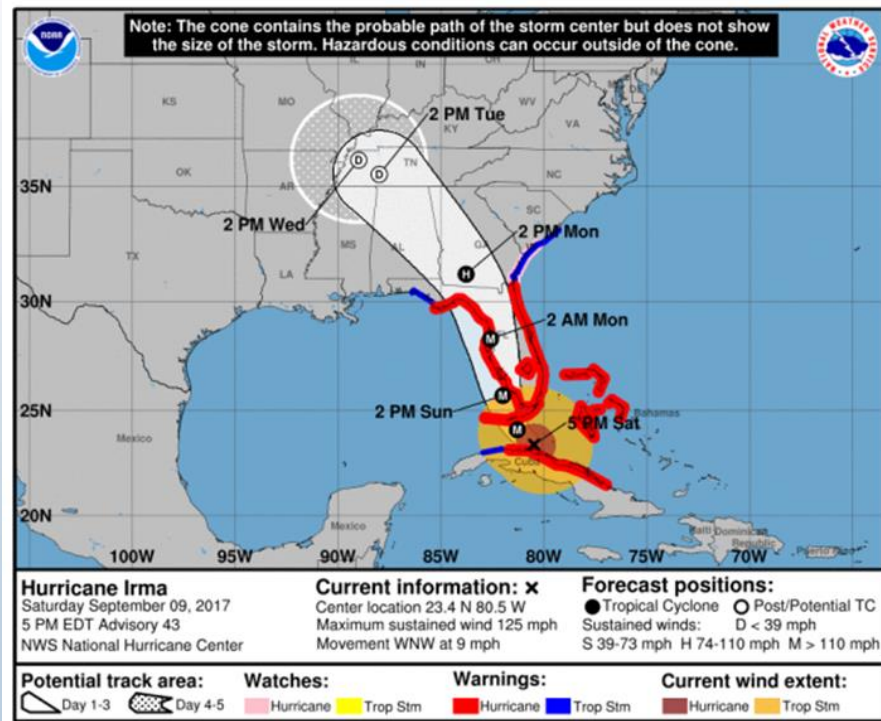 Note: The cone contains the probable path of the storm center but does not show
the size of the storm. Hazardous conditions can occur outside of the cone.
NOAA
IL
IN
OH
KS
MO
WV
2 PM Tue
KY
VA
OK
TN
NC
35N
AR
2 PM Wed
SC
2 PM Mon
MS
AL
GA
TX
LA
H
30N
2 AM Mon
M
2 PM Sun
M
25N
M
5 PM Sat
Bahamas
Mexico
Cuba
20N
Mexico
Haiti
Dominican
Republic
Puerto Rico
100W
95W
90W
85W
80W
75W
70W
D
D
Hurricane Irma
Saturday September 09, 2017
5 PM EDT Advisory 43
NWS National Hurricane Center
Current information: ×
Center location 23.4 N 80.5 W
Maximum sustained wind 125 mph
Movement WNW at 9 mph
Forecast positions:
Tropical Cyclone Post/Potential TC
Sustained winds: D < 39 mph
S 39-73 mph H 74-110 mph M > 110 mph
Potential track area:
Day 1-3 Day 4-5
Watches:
Hurricane Trop Stm
Warnings:
Hurricane Trop Stm
Current wind extent:
Hurricane Trop Stm